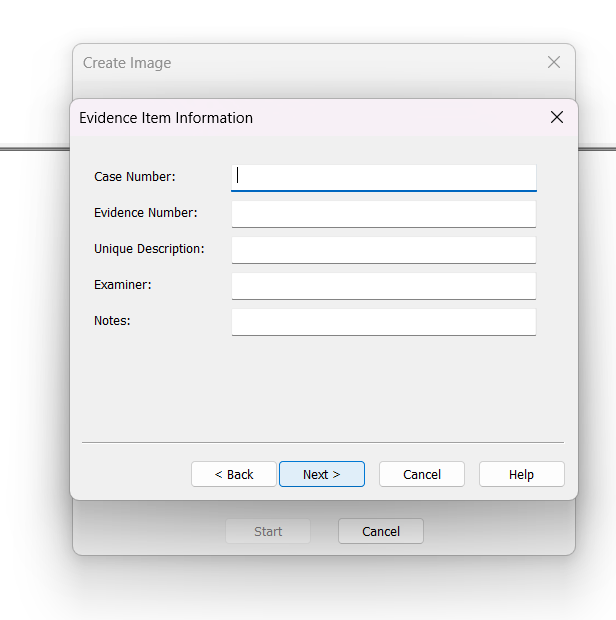 Create Image
Evidence Item Information
Case Number:
Evidence Number:
Unique Description:
Examiner:
Notes:
< Back Next > Cancel Help
Start Cancel